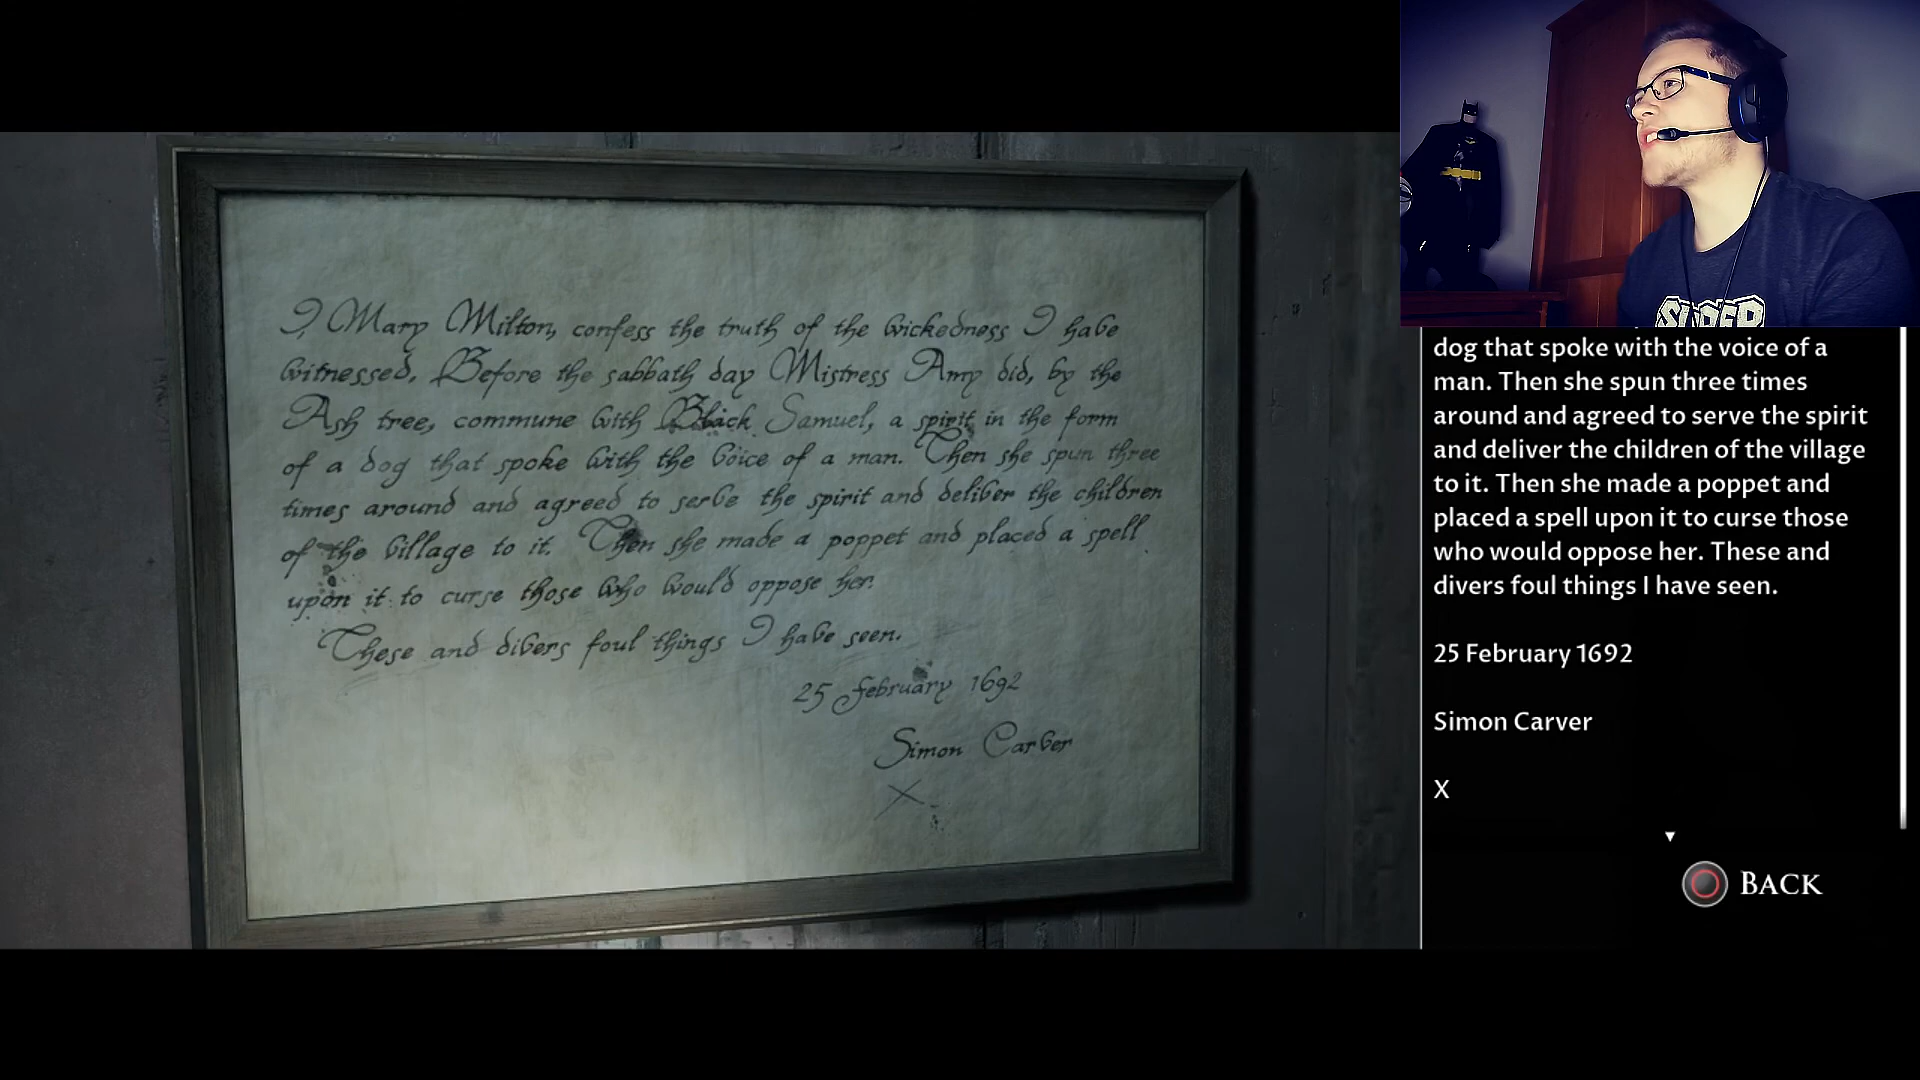 I, Mary Milton, confess the truth of the wickedness I have
witnessed. Before the sabbath day Mistress Amy did, by the
Ash tree, commune with Black Samuel, a spirit in the form
of a dog that spoke with the voice of a man. Then she spun three
times around and agreed to serve the spirit and deliver the children
of the village to it. Then she made a poppet and placed a spell
upon it to curse those who would oppose her.
These and divers foul things I have seen.
25 February 1692
Simon Carver
X
SUPER
dog that spoke with the voice of a
man. Then she spun three times
around and agreed to serve the spirit
and deliver the children of the village
to it. Then she made a poppet and
placed a spell upon it to curse those
who would oppose her. These and
divers foul things I have seen.
25 February 1692
Simon Carver
X
BACK